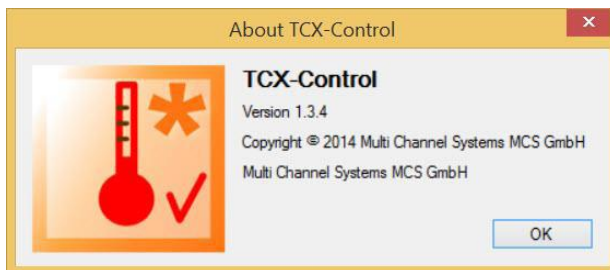 About TCX-Control
TCX-Control
Version 1.3.4
Copyright © 2014 Multi Channel Systems MCS GmbH
Multi Channel Systems MCS GmbH
OK